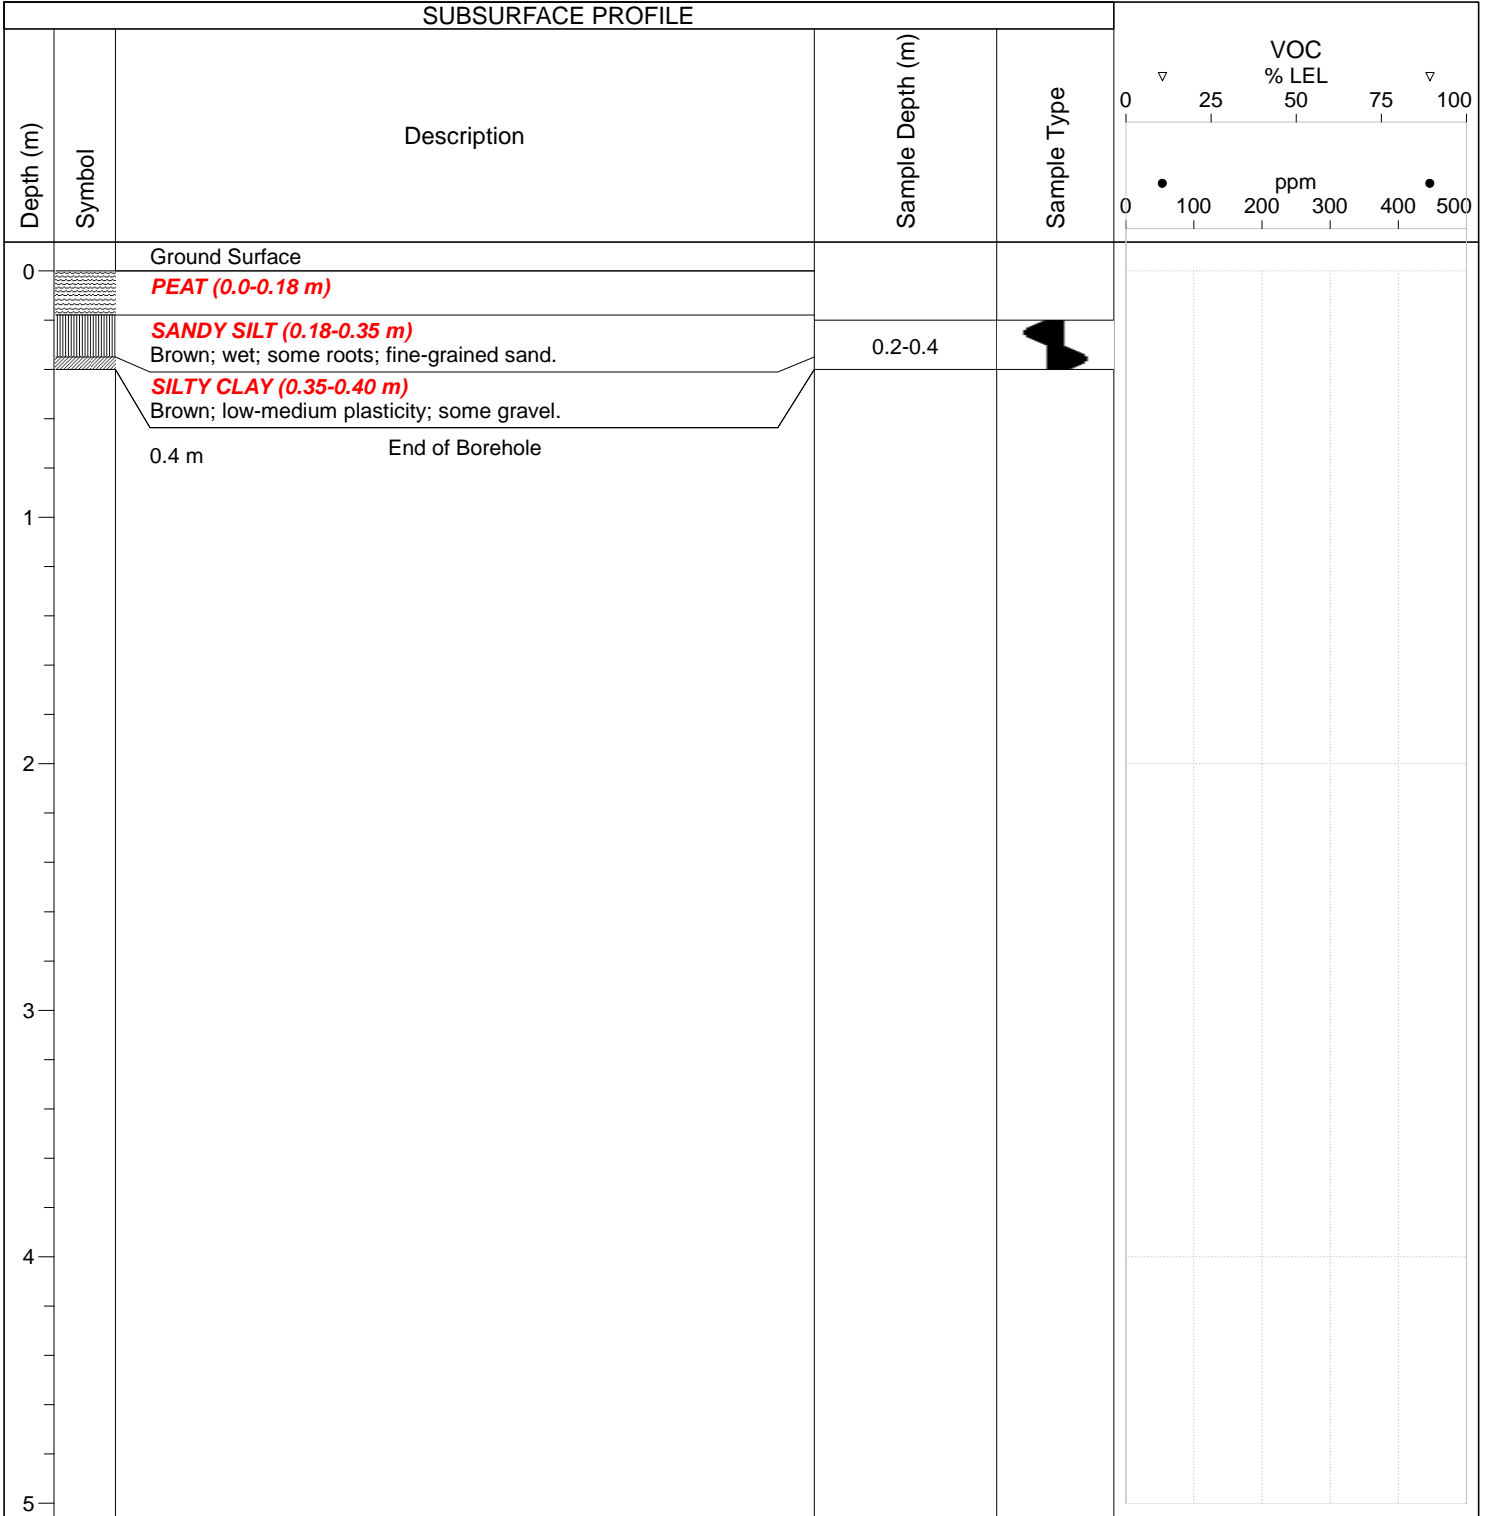 SUBSURFACE PROFILE
Depth (m)
Symbol
Description
Sample Depth (m)
Sample Type
VOC
% LEL
0 25 50 75 100
ppm
0 100 200 300 400 500
Ground Surface
0
PEAT (0.0-0.18 m)
SANDY SILT (0.18-0.35 m)
Brown; wet; some roots; fine-grained sand.
0.2-0.4
SILTY CLAY (0.35-0.40 m)
Brown; low-medium plasticity; some gravel.
0.4 m End of Borehole
1
2
3
4
5